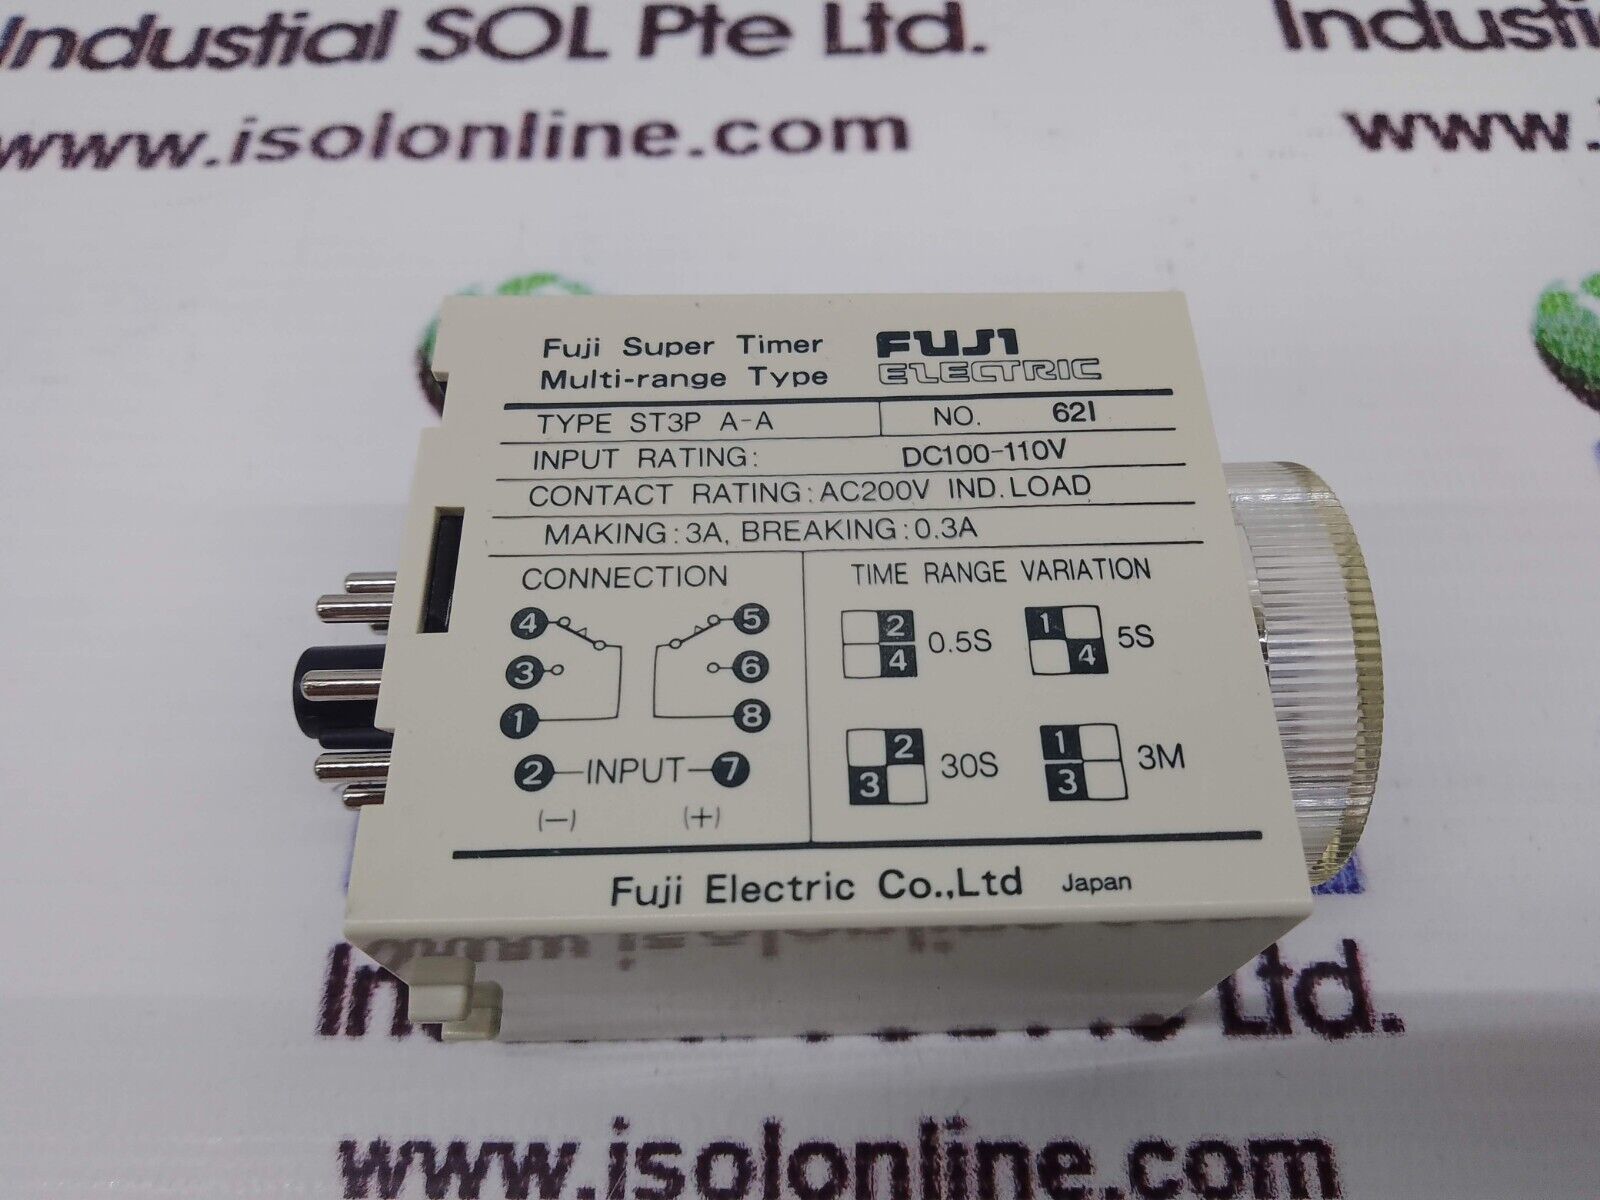 Industial SOL Pte Ltd.
Industi
www.isolonline.com
www.
Fuji Super Timer
Multi-range Type
FUJI
ELECTRIC
TYPE ST3P A-A
NO. 621
INPUT RATING: DC100-110V
CONTACT RATING: AC200V IND. LOAD
MAKING: 3A, BREAKING: 0.3A
CONNECTION
4 5
3 6
1 8
2 INPUT 7
(-) (+)
TIME RANGE VARIATION
2
4 0.5S
1
4 5S
2
3 30S
1
3 3M
Fuji Electric Co.,Ltd Japan
Ltd.
www.isolonline.com